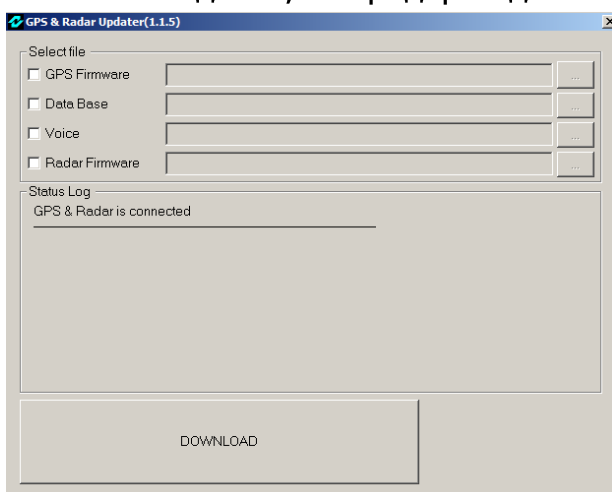 GPS & Radar Updater(1.1.5)
Select file
GPS Firmware
...
Data Base
...
Voice
...
Radar Firmware
...
Status Log
GPS & Radar is connected
DOWNLOAD